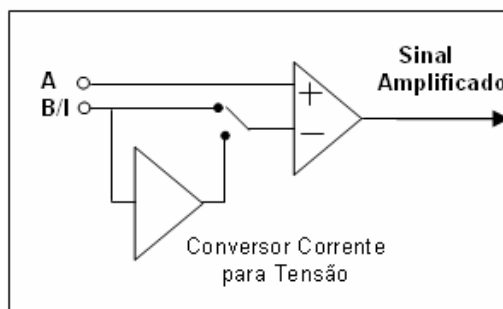 Sinal
Amplificado
A
B/I
+
−
Conversor Corrente
para Tensão